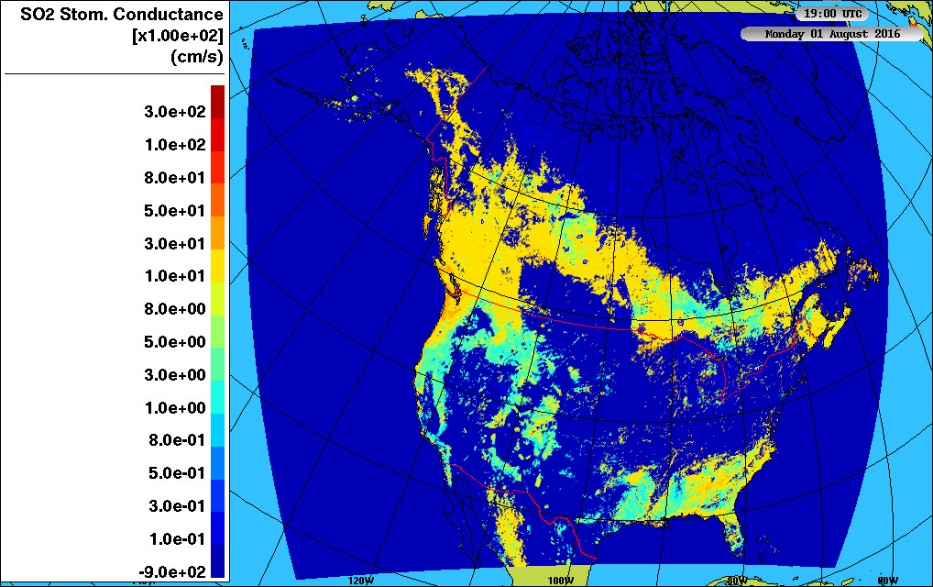 SO2 Stom. Conductance
[x1.00e+02]
(cm/s)
3.0e+02
1.0e+02
8.0e+01
5.0e+01
3.0e+01
1.0e+01
8.0e+00
5.0e+00
3.0e+00
1.0e+00
8.0e-01
5.0e-01
3.0e-01
1.0e-01
-9.0e+02
19:00 UTC
Monday 01 August 2016
120W
100W
80W
60W